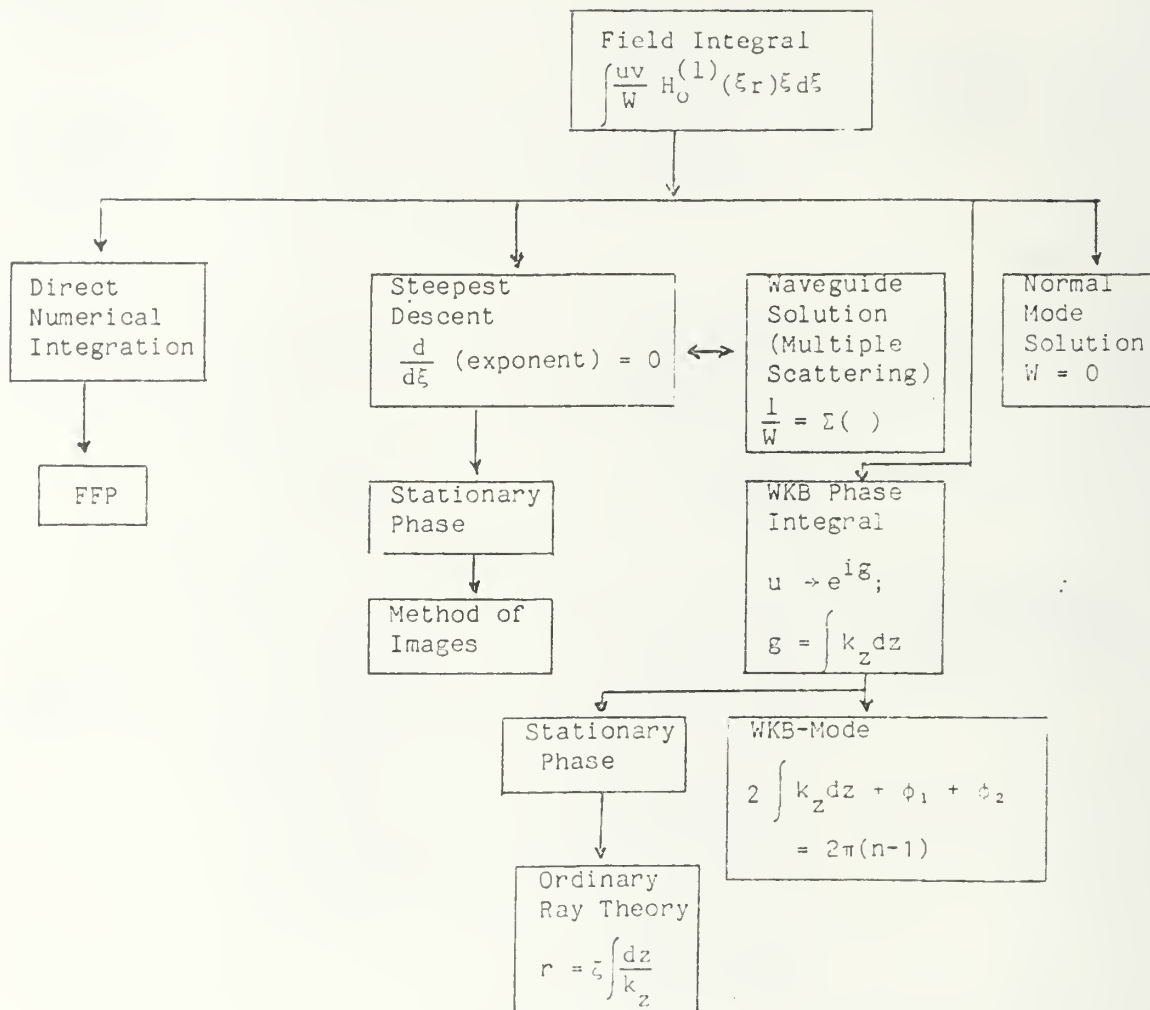 Field Integral
∫ uv/W H₀^(1) (ξr)ξdξ
Direct
Numerical
Integration
FFP
Steepest
Descent
d/dξ (exponent) = 0
Stationary
Phase
Method of
Images
Waveguide
Solution
(Multiple
Scattering)
1/W = Σ( )
Normal
Mode
Solution
W = 0
WKB Phase
Integral
u → e^ig;
g = ∫ k_z dz
Stationary
Phase
Ordinary
Ray Theory
r = ξ ∫ dz/k_z
WKB-Mode
2 ∫ k_z dz + φ₁ + φ₂
= 2π(n-1)